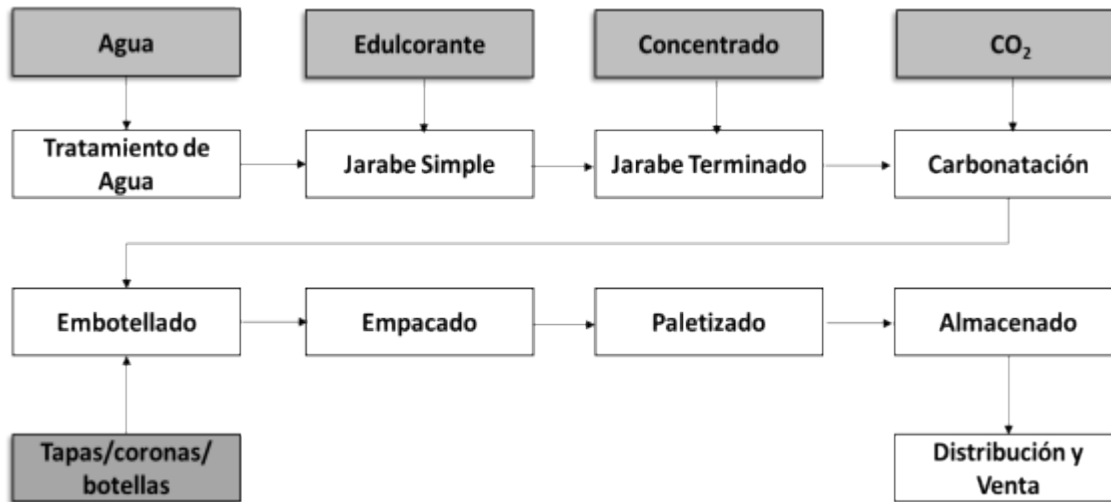 Agua
Edulcorante
Concentrado
CO₂
Tratamiento de
Agua
Jarabe Simple
Jarabe Terminado
Carbonatación
Embotellado
Empacado
Paletizado
Almacenado
Tapas/coronas/
botellas
Distribución y
Venta